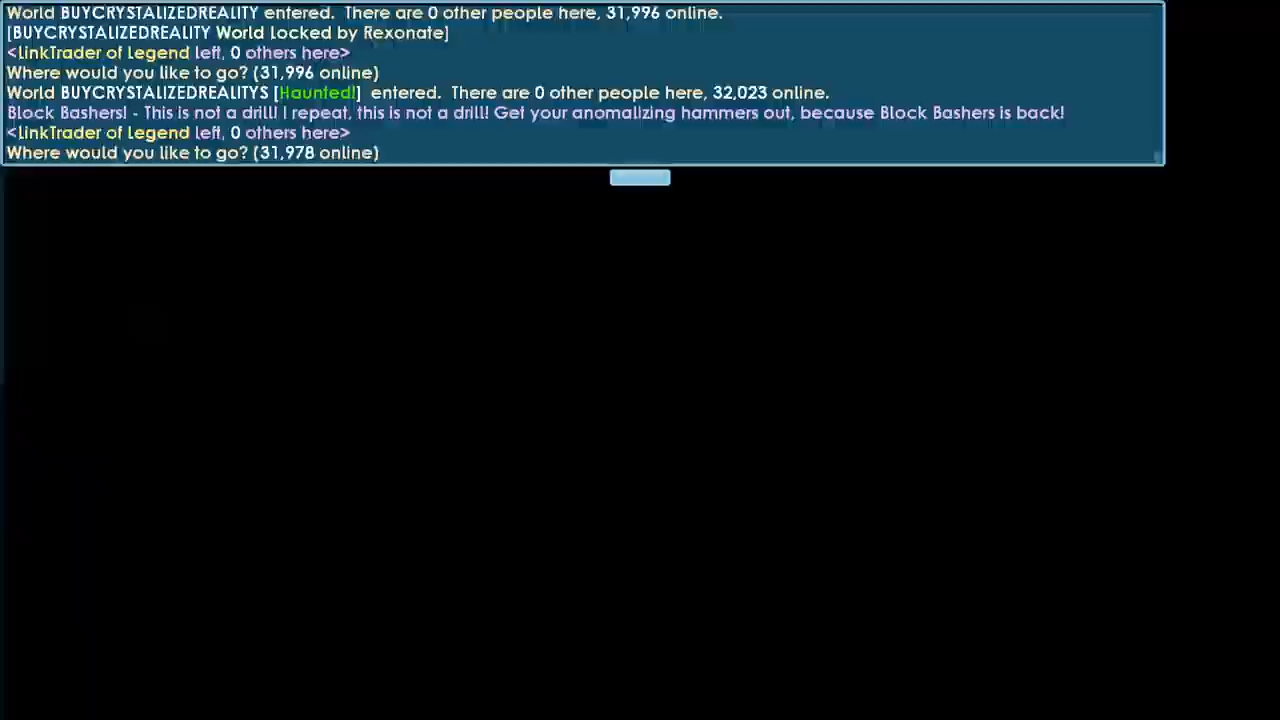 World BUYCRYSTALIZEDREALITY entered. There are 0 other people here, 31,996 online.
[BUYCRYSTALIZEDREALITY World Locked by Rexonate]
<LinkTrader of Legend left, 0 others here>
Where would you like to go? (31,996 online)
World BUYCRYSTALIZEDREALITYS [Haunted!] entered. There are 0 other people here, 32,023 online.
Block Bashers! - This is not a drill! I repeat, this is not a drill! Get your anomalizing hammers out, because Block Bashers is back!
<LinkTrader of Legend left, 0 others here>
Where would you like to go? (31,978 online)